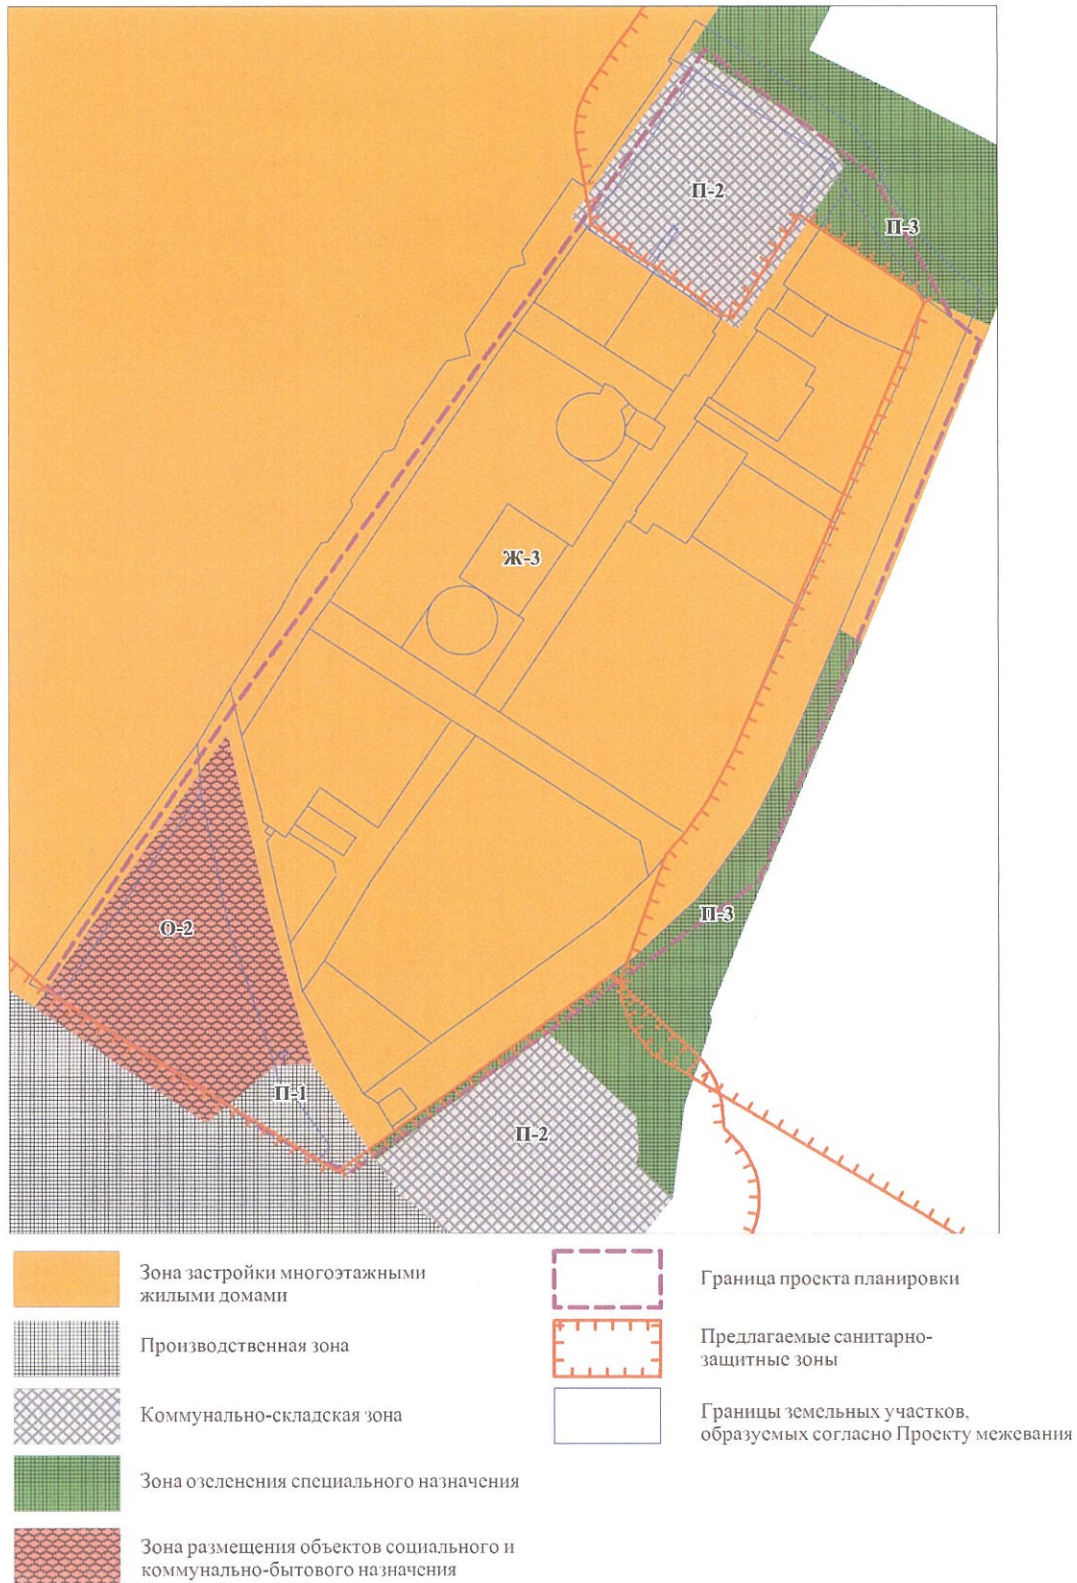 П-2
П-3
Ж-3
О-2
П-3
П-1
П-2
Зона застройки многоэтажными
жилыми домами
Производственная зона
Коммунально-складская зона
Зона озеленения специального назначения
Зона размещения объектов социального и
коммунально-бытового назначения
Граница проекта планировки
Предлагаемые санитарно-
защитные зоны
Границы земельных участков,
образуемых согласно Проекту межевания